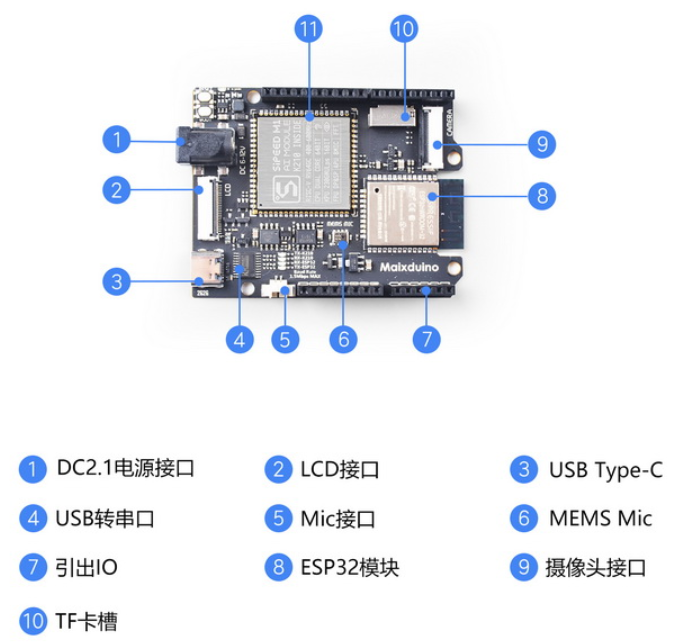 11
10
1
DC 6-12V
CAMERA
SIPEED M1
AI MODULE
K210 INSIDE
S
9
2
LCD
8
MEMS MIC
Maixduino
3
4
5
6
7
1 DC2.1电源接口
2 LCD接口
3 USB Type-C
4 USB转串口
5 Mic接口
6 MEMS Mic
7 引出IO
8 ESP32模块
9 摄像头接口
10 TF卡槽